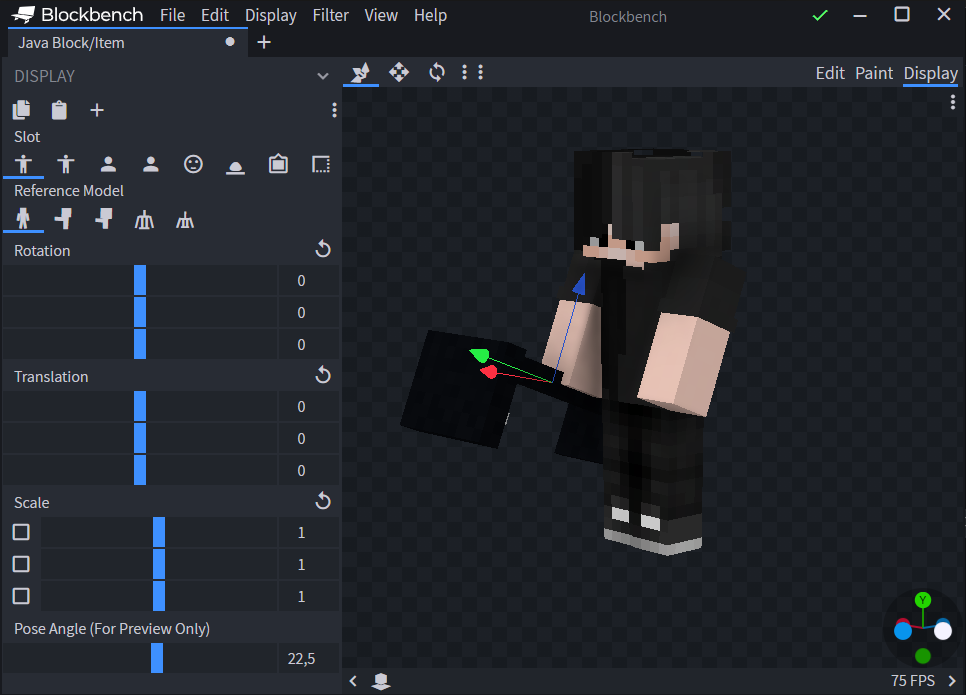 Blockbench File Edit Display Filter View Help Blockbench
Java Block/Item
DISPLAY
Edit Paint Display
Slot
Reference Model
Rotation
0
0
0
Translation
0
0
0
Scale
1
1
1
Pose Angle (For Preview Only)
22,5
Y
75 FPS